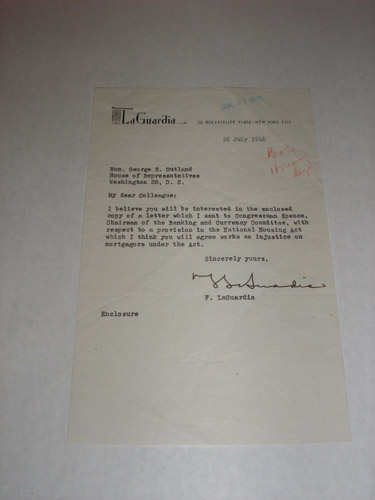 LaGuardia
30 ROCKEFELLER PLAZA · NEW YORK CITY
26 July 1946
Hon. George E. Outland
House of Representatives
Washington 25, D. C.
My dear Colleague:
I believe you will be interested in the enclosed
copy of a letter which I sent to Congressman Spence,
Chairman of the Banking and Currency Committee, with
respect to a provision in the National Housing Act
which I think you will agree works an injustice on
mortgagors under the Act.
Sincerely yours,
F LaGuardia
F. LaGuardia
Enclosure